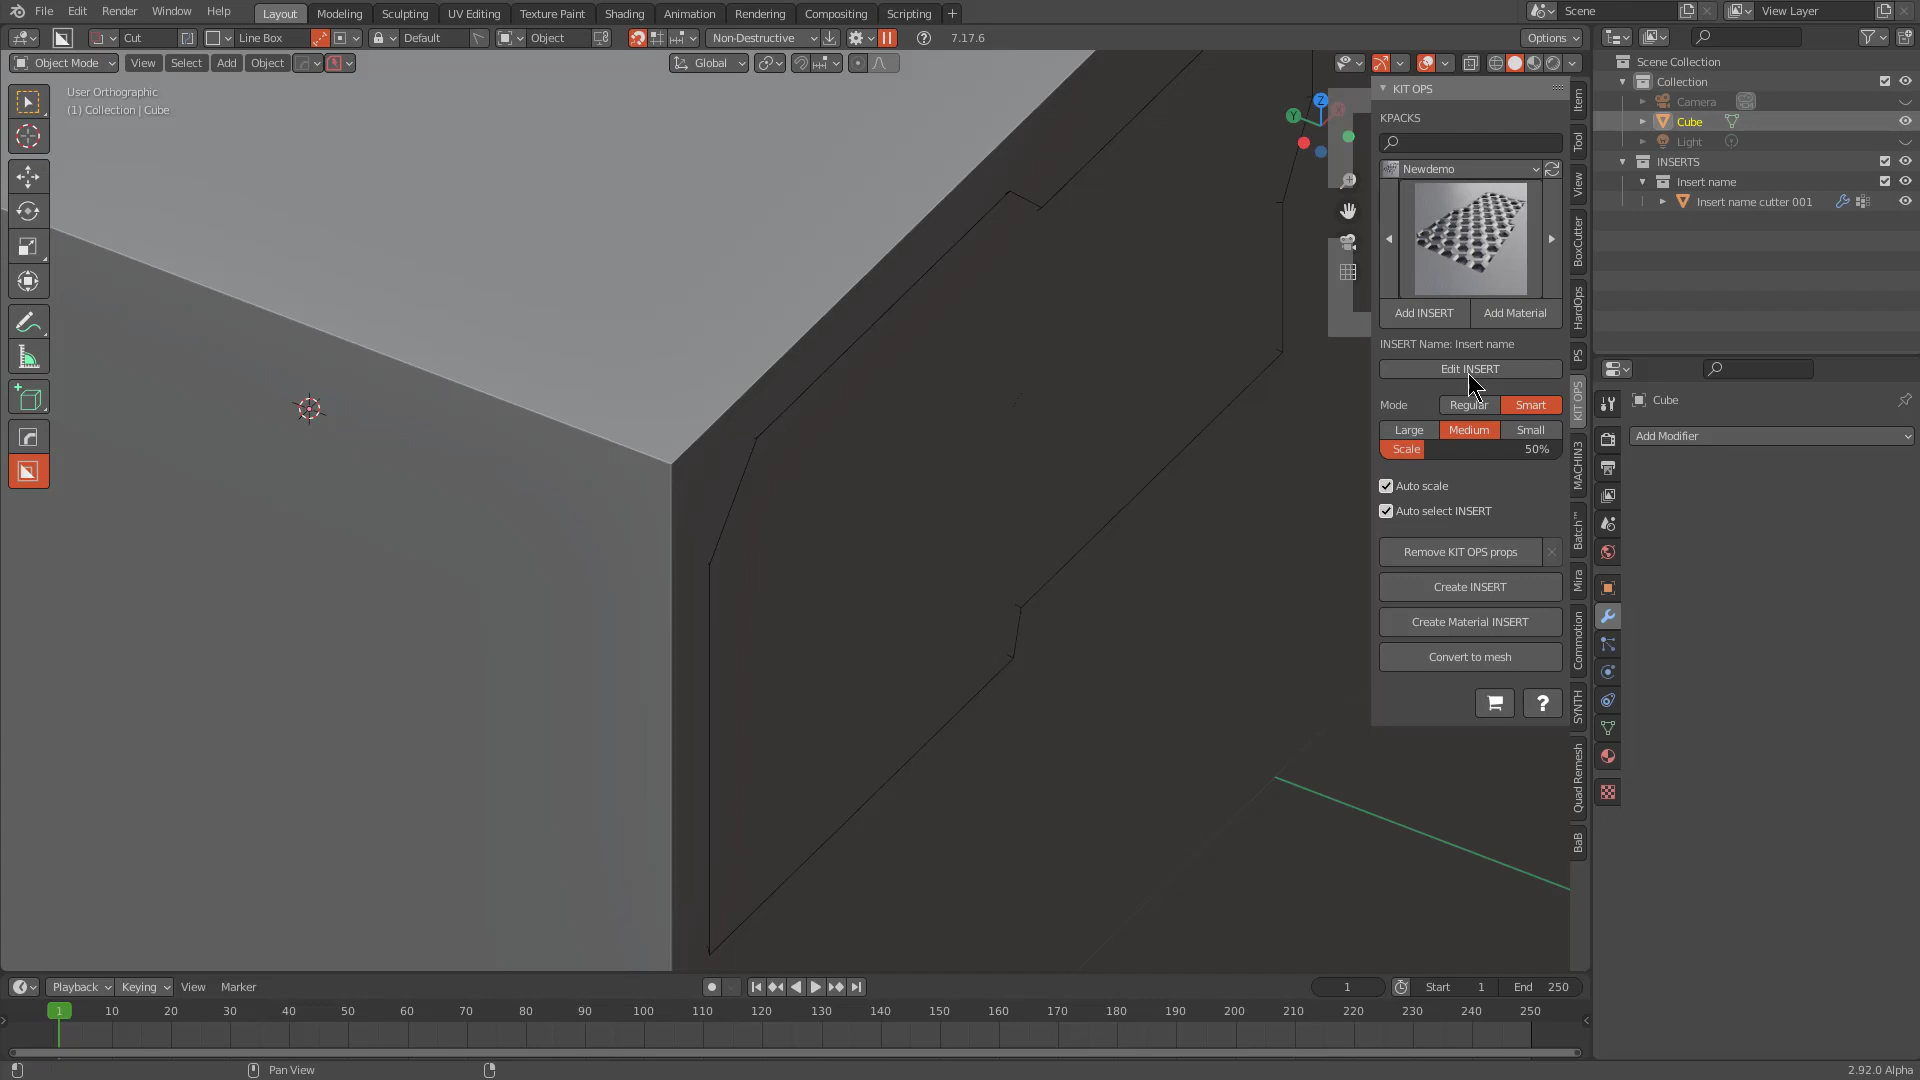 File Edit Render Window Help Layout Modeling Sculpting UV Editing Texture Paint Shading Animation Rendering Compositing Scripting + Scene View Layer
Cut Line Box Default Object Non-Destructive 7.17.6 Options
Object Mode View Select Add Object Global
User Orthographic
(1) Collection | Cube
Z
Y
KIT OPS
KPACKS
Newdemo
Add INSERT Add Material
INSERT Name: Insert name
Edit INSERT
Mode Regular Smart
Large Medium Small
Scale 50%
Auto scale
Auto select INSERT
Remove KIT OPS props
Create INSERT
Create Material INSERT
Convert to mesh
?
Item
Tool
View
BoxCutter
HardOps
PS
KIT OPS
MACHIN3
Batch™
Mira
Commotion
SYNTH
Quad Remesh
BaB
Scene Collection
Collection
Camera
Cube
Light
INSERTS
Insert name
Insert name cutter 001
Cube
Add Modifier
Playback Keying View Marker 1 Start 1 End 250
1 10 20 30 40 50 60 70 80 90 100 110 120 130 140 150 160 170 180 190 200 210 220 230 240 250
Pan View 2.92.0 Alpha